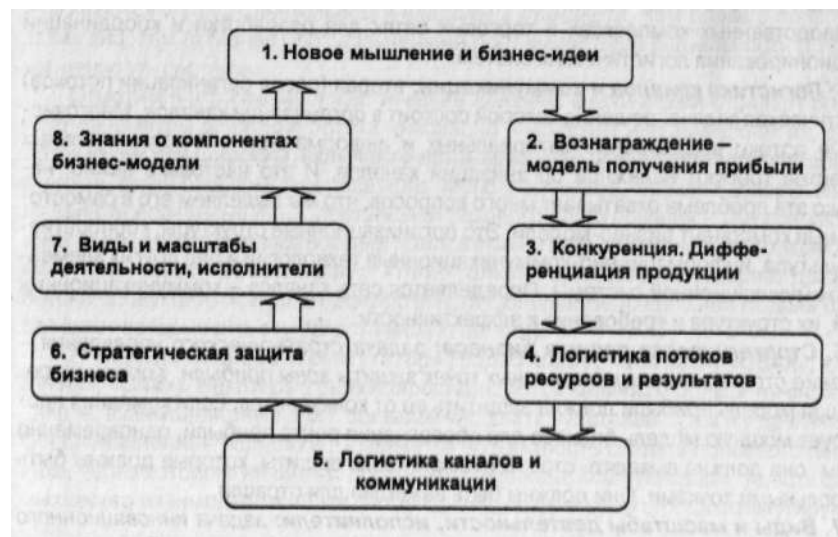 1. Новое мышление и бизнес-идеи
8. Знания о компонентах
бизнес-модели
2. Вознаграждение –
модель получения прибыли
7. Виды и масштабы
деятельности, исполнители
3. Конкуренция, Диффе-
ренциация продукции
6. Стратегическая защита
бизнеса
4. Логистика потоков
ресурсов и результатов
5. Логистика каналов и
коммуникации